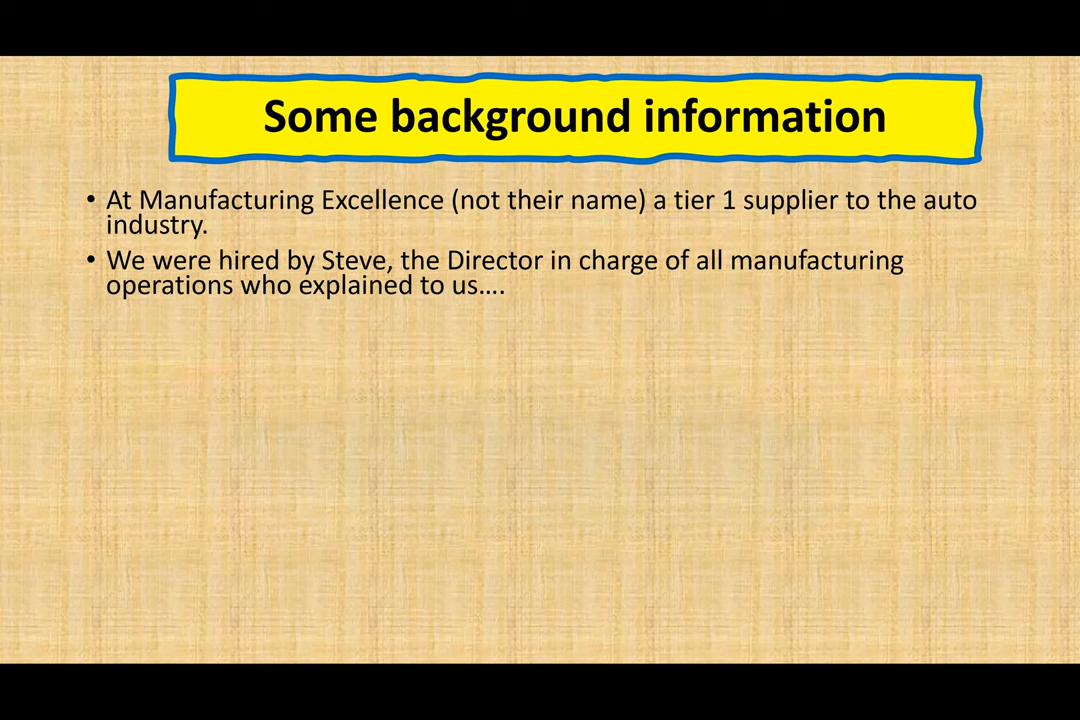 Some background information
• At Manufacturing Excellence (not their name) a tier 1 supplier to the auto
industry.
• We were hired by Steve, the Director in charge of all manufacturing
operations who explained to us….